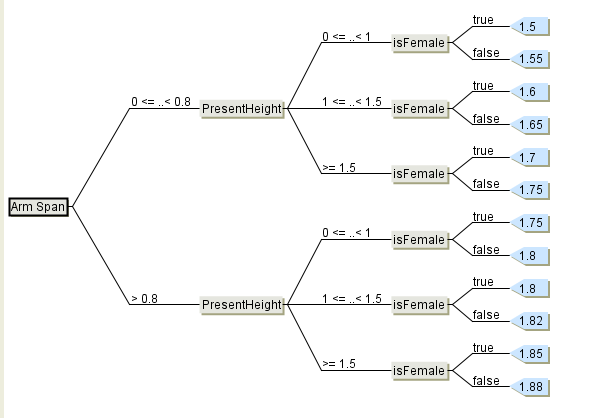 true
0 <= ..< 1 isFemale 1.5
false 1.55
true 1.6
0 <= ..< 0.8 PresentHeight 1 <= ..< 1.5 isFemale
false 1.65
true 1.7
>= 1.5 isFemale
false 1.75
Arm Span
true 1.75
0 <= ..< 1 isFemale
false 1.8
true 1.8
> 0.8 PresentHeight 1 <= ..< 1.5 isFemale
false 1.82
true 1.85
>= 1.5 isFemale
false 1.88